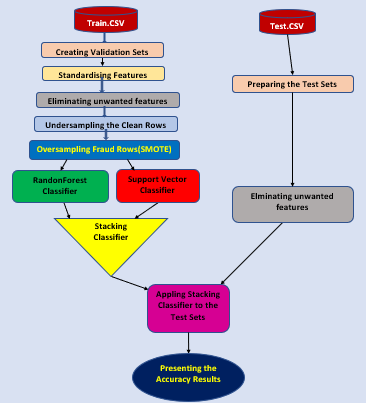 Train.CSV
Test.CSV
Creating Validation Sets
Standardising Features
Eliminating unwanted features
Undersampling the Clean Rows
Oversampling Fraud Rows(SMOTE)
RandonForest
Classifier
Support Vector
Classifier
Stacking
Classifier
Preparing the Test Sets
Elminating unwanted
features
Appling Stacking
Classifier to the
Test Sets
Presenting the
Accuracy Results